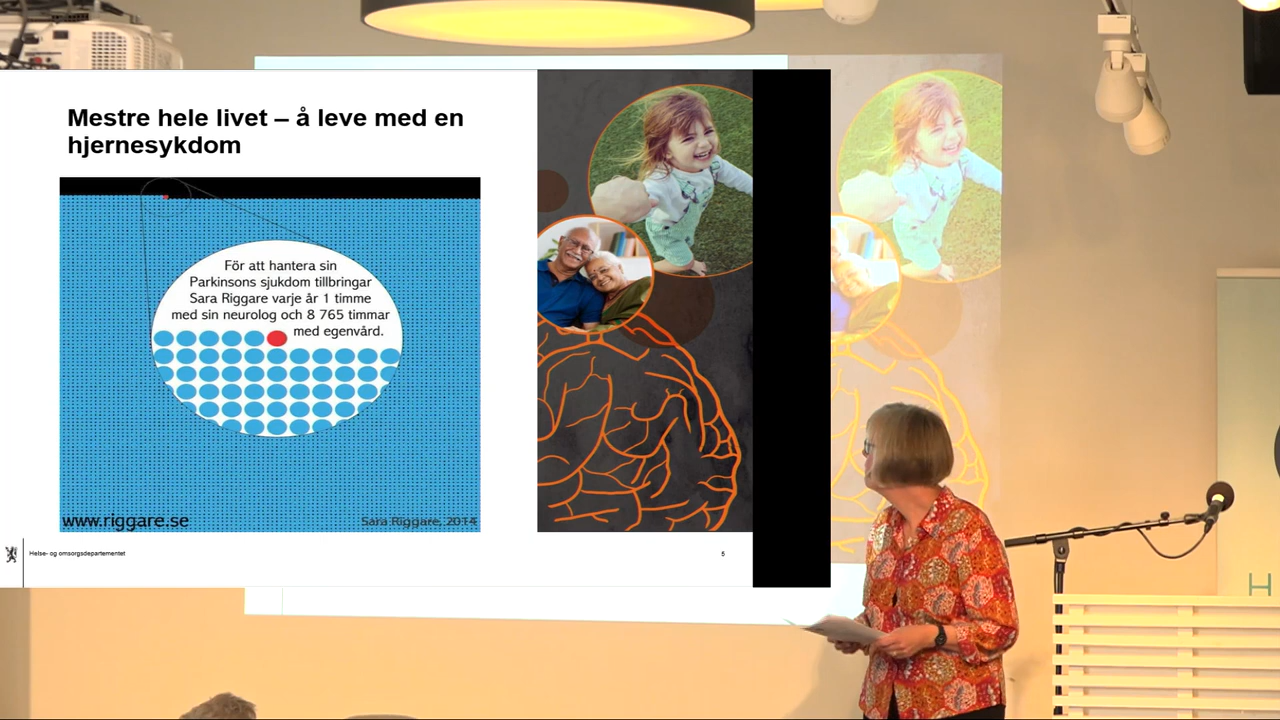 Mestre hele livet – å leve med en
hjernesykdom
För att hantera sin
Parkinsons sjukdom tillbringar
Sara Riggare varje år 1 timme
med sin neurolog och 8 765 timmar
med egenvård.
www.riggare.se
Sara Riggare, 2014
Helse- og omsorgsdepartementet
5
H